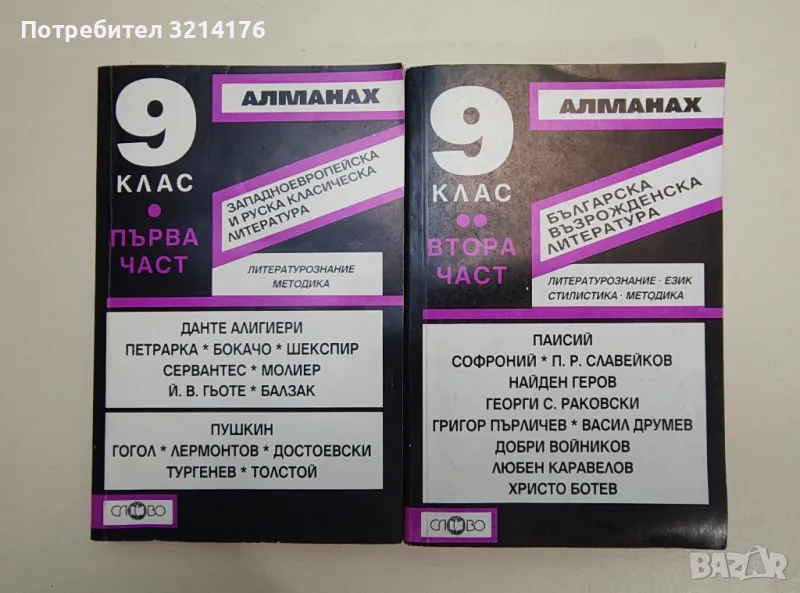 Потребител 3214176
9
КЛАС
ПЪРВА
ЧАСТ
АЛМАНАХ
ЗАПАДНОЕВРОПЕЙСКА
И РУСКА КЛАСИЧЕСКА
ЛИТЕРАТУРА
ЛИТЕРАТУРОЗНАНИЕ
МЕТОДИКА
ДАНТЕ АЛИГИЕРИ
ПЕТРАРКА * БОКАЧО * ШЕКСПИР
СЕРВАНТЕС * МОЛИЕР
Й. В. ГЬОТЕ * БАЛЗАК
ПУШКИН
ГОГОЛ * ЛЕРМОНТОВ * ДОСТОЕВСКИ
ТУРГЕНЕВ * ТОЛСТОЙ
СЛОВО
9
КЛАС
ВТОРА
ЧАСТ
АЛМАНАХ
БЪЛГАРСКА
ВЪЗРОЖДЕНСКА
ЛИТЕРАТУРА
ЛИТЕРАТУРОЗНАНИЕ · ЕЗИК
СТИЛИСТИКА · МЕТОДИКА
ПАИСИЙ
СОФРОНИЙ * П. Р. СЛАВЕЙКОВ
НАЙДЕН ГЕРОВ
ГЕОРГИ С. РАКОВСКИ
ГРИГОР ПЪРЛИЧЕВ * ВАСИЛ ДРУМЕВ
ДОБРИ ВОЙНИКОВ
ЛЮБЕН КАРАВЕЛОВ
ХРИСТО БОТЕВ
СЛОВО
BAZAR